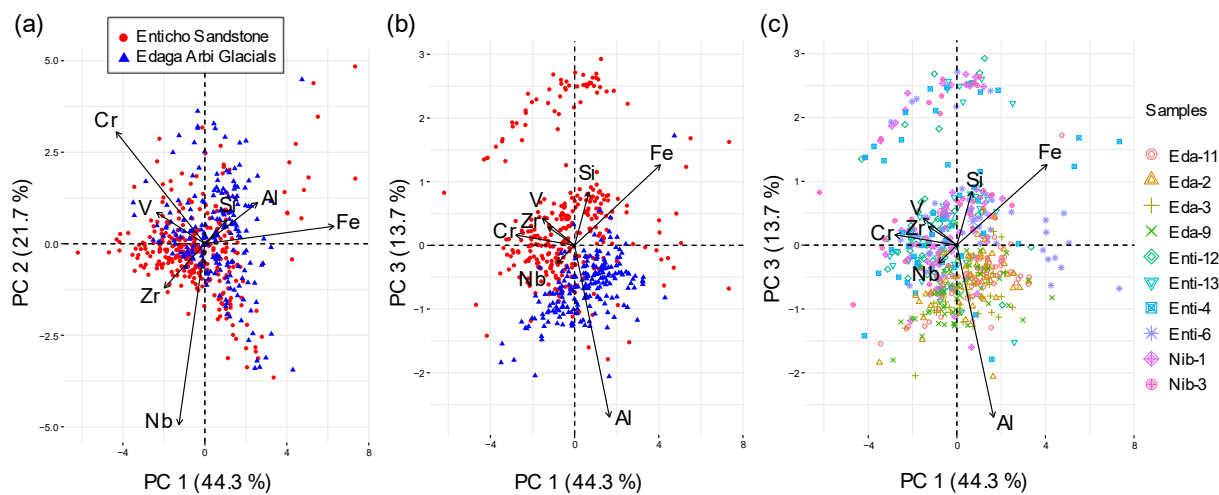 (a)
Enticho Sandstone
Edaga Arbi Glacials
5.0
2.5
0.0
−2.5
−5.0
PC 2 (21.7 %)
Cr
V
Si
Al
Fe
Zr
Nb
−4
0
4
8
PC 1 (44.3 %)
(b)
3
2
1
0
−1
−2
PC 3 (13.7 %)
Fe
Si
V
Zr
Cr
Nb
Al
−4
0
4
8
PC 1 (44.3 %)
(c)
3
2
1
0
−1
−2
PC 3 (13.7 %)
Fe
Si
V
Zr
Cr
Nb
Al
−4
0
4
8
PC 1 (44.3 %)
Samples
Eda-11
Eda-2
Eda-3
Eda-9
Enti-12
Enti-13
Enti-4
Enti-6
Nib-1
Nib-3